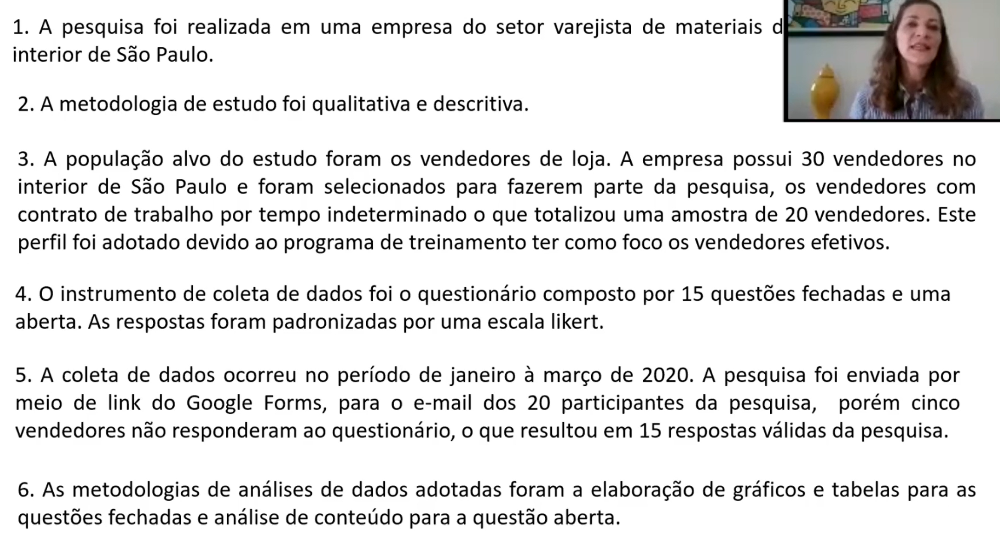 1. A pesquisa foi realizada em uma empresa do setor varejista de materiais
interior de São Paulo.
2. A metodologia de estudo foi qualitativa e descritiva.
3. A população alvo do estudo foram os vendedores de loja. A empresa possui 30 vendedores no
interior de São Paulo e foram selecionados para fazerem parte da pesquisa, os vendedores com
contrato de trabalho por tempo indeterminado o que totalizou uma amostra de 20 vendedores. Este
perfil foi adotado devido ao programa de treinamento ter como foco os vendedores efetivos.
4. O instrumento de coleta de dados foi o questionário composto por 15 questões fechadas e uma
aberta. As respostas foram padronizadas por uma escala likert.
5. A coleta de dados ocorreu no período de janeiro à março de 2020. A pesquisa foi enviada por
meio de link do Google Forms, para o e-mail dos 20 participantes da pesquisa, porém cinco
vendedores não responderam ao questionário, o que resultou em 15 respostas válidas da pesquisa.
6. As metodologias de análises de dados adotadas foram a elaboração de gráficos e tabelas para as
questões fechadas e análise de conteúdo para a questão aberta.